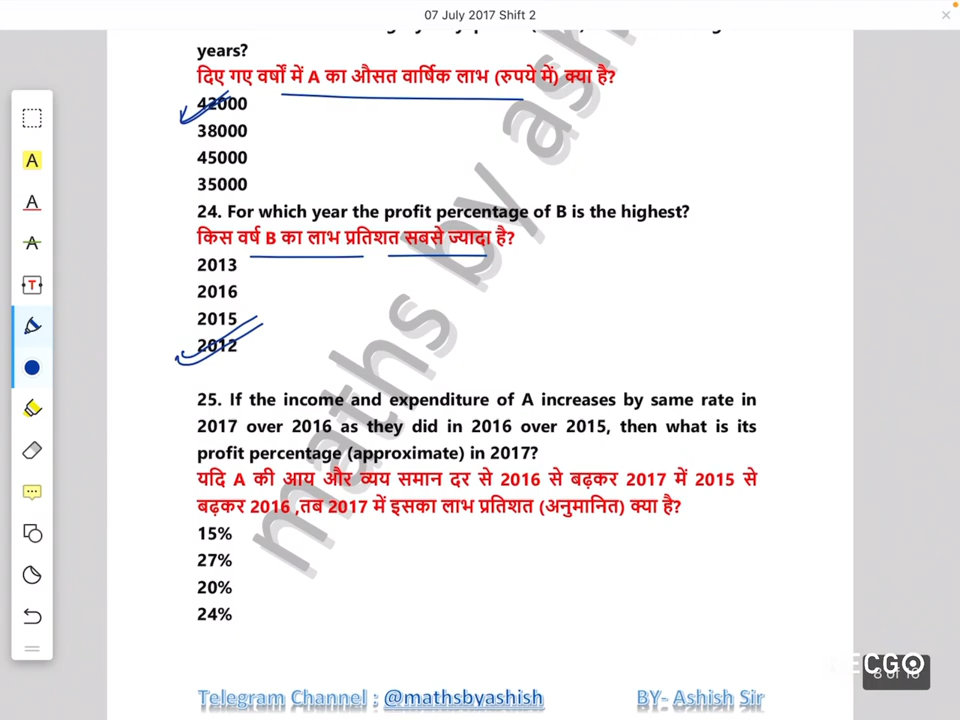 07 July 2017 Shift 2
years?
दिए गए वर्षों में A का औसत वार्षिक लाभ (रुपये में) क्या है?
42000
38000
45000
35000
24. For which year the profit percentage of B is the highest?
किस वर्ष B का लाभ प्रतिशत सबसे ज्यादा है?
2013
2016
2015
2012
25. If the income and expenditure of A increases by same rate in
2017 over 2016 as they did in 2016 over 2015, then what is its
profit percentage (approximate) in 2017?
यदि A की आय और व्यय समान दर से 2016 से बढ़कर 2017 में 2015 से
बढ़कर 2016 ,तब 2017 में इसका लाभ प्रतिशत (अनुमानित) क्या है?
15%
27%
20%
24%
maths by ash
Telegram Channel : @mathsbyashish BY- Ashish Sir